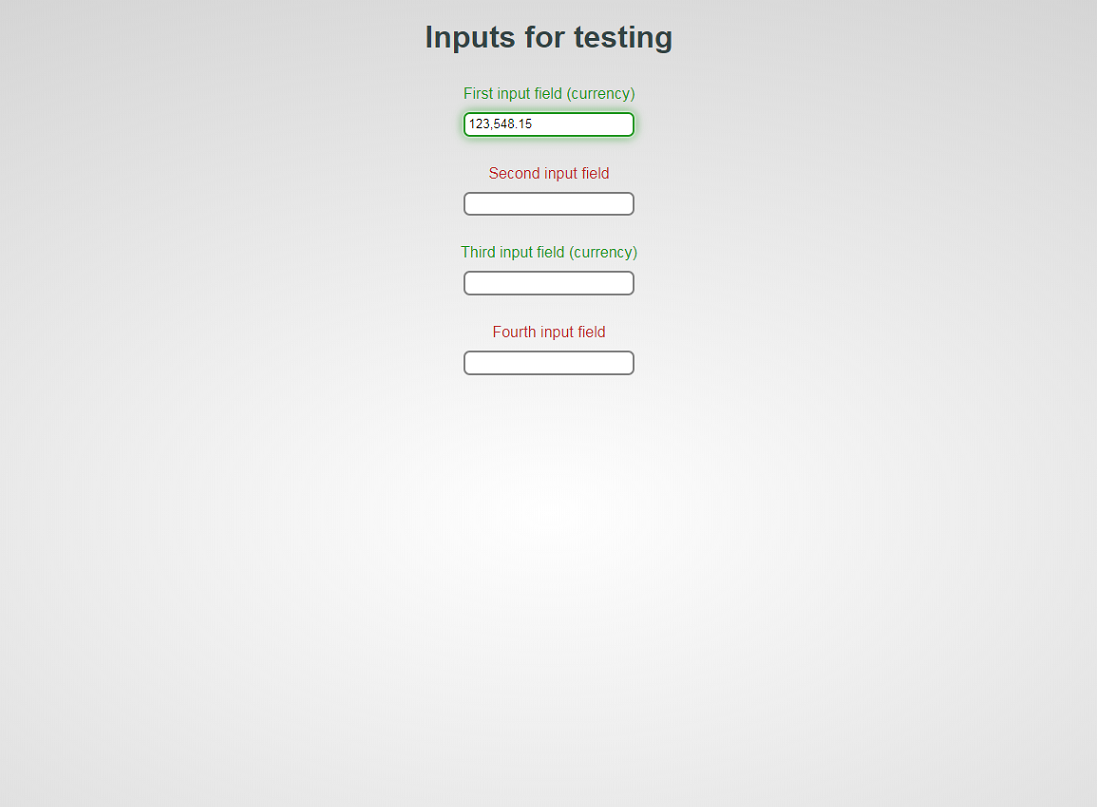 Inputs for testing
First input field (currency)
123,548.15
Second input field
Third input field (currency)
Fourth input field